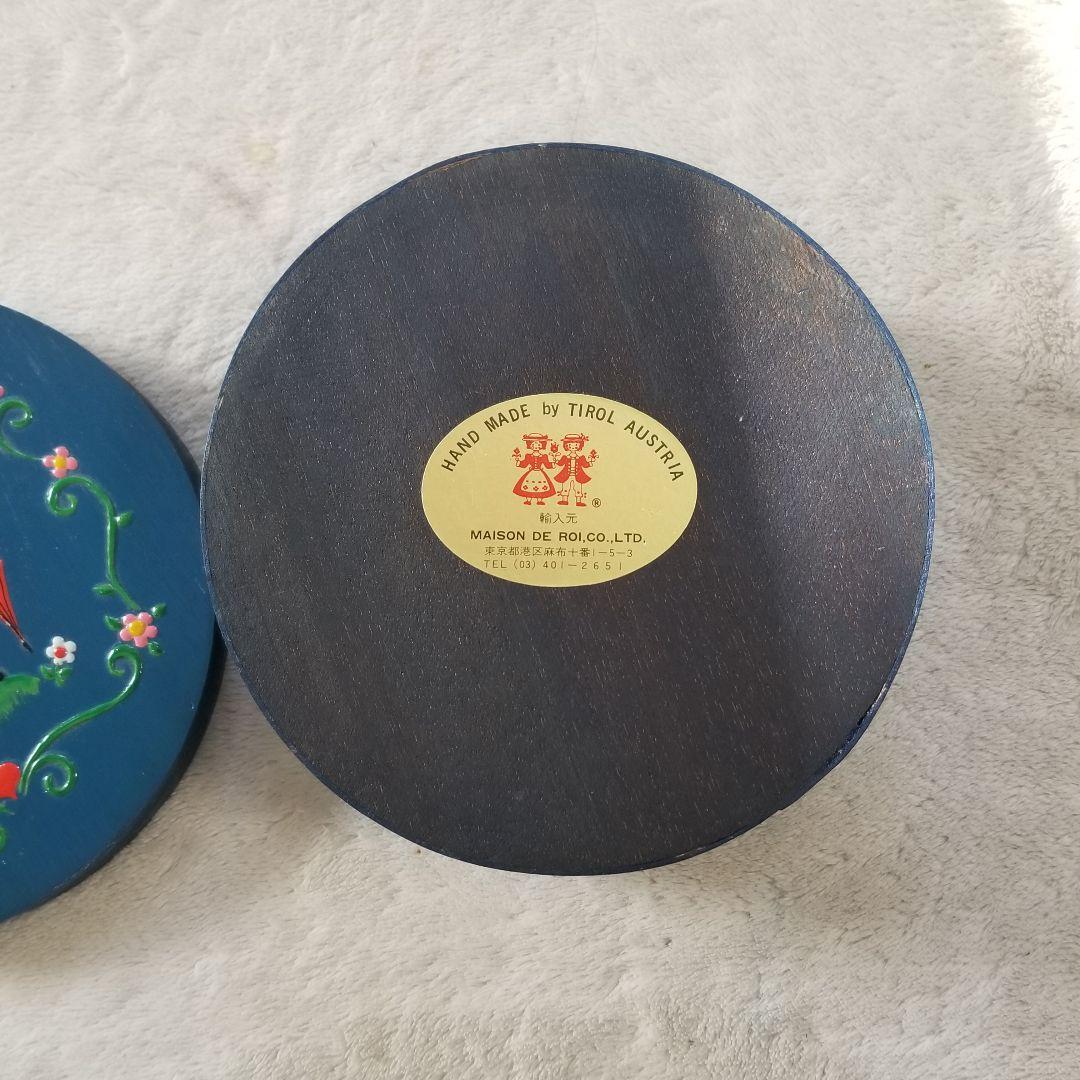 HAND MADE by TIROL AUSTRIA
®
輸入元
MAISON DE ROI,CO.,LTD.
東京都港区麻布十番1-5-3
TEL (03) 401-2651